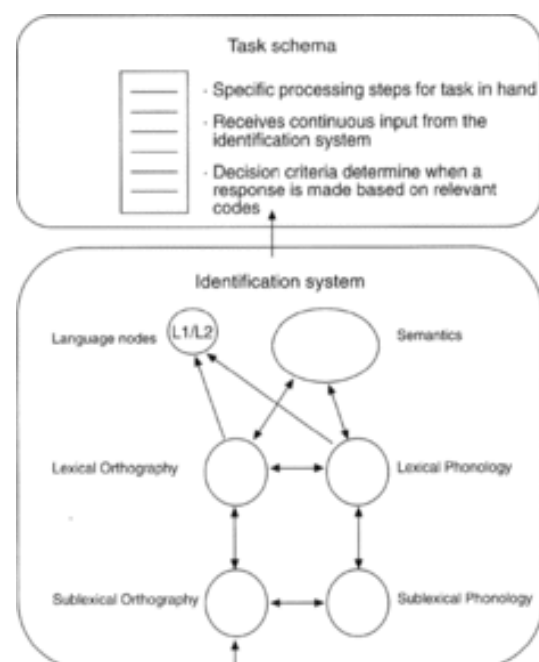 Task schema
· Specific processing steps for task in hand
· Receives continuous input from the
identification system
· Decision criteria determine when a
response is made based on relevant
codes
Identification system
Language nodes
L1/L2
Semantics
Lexical Orthography
Lexical Phonology
Sublexical Orthography
Sublexical Phonology